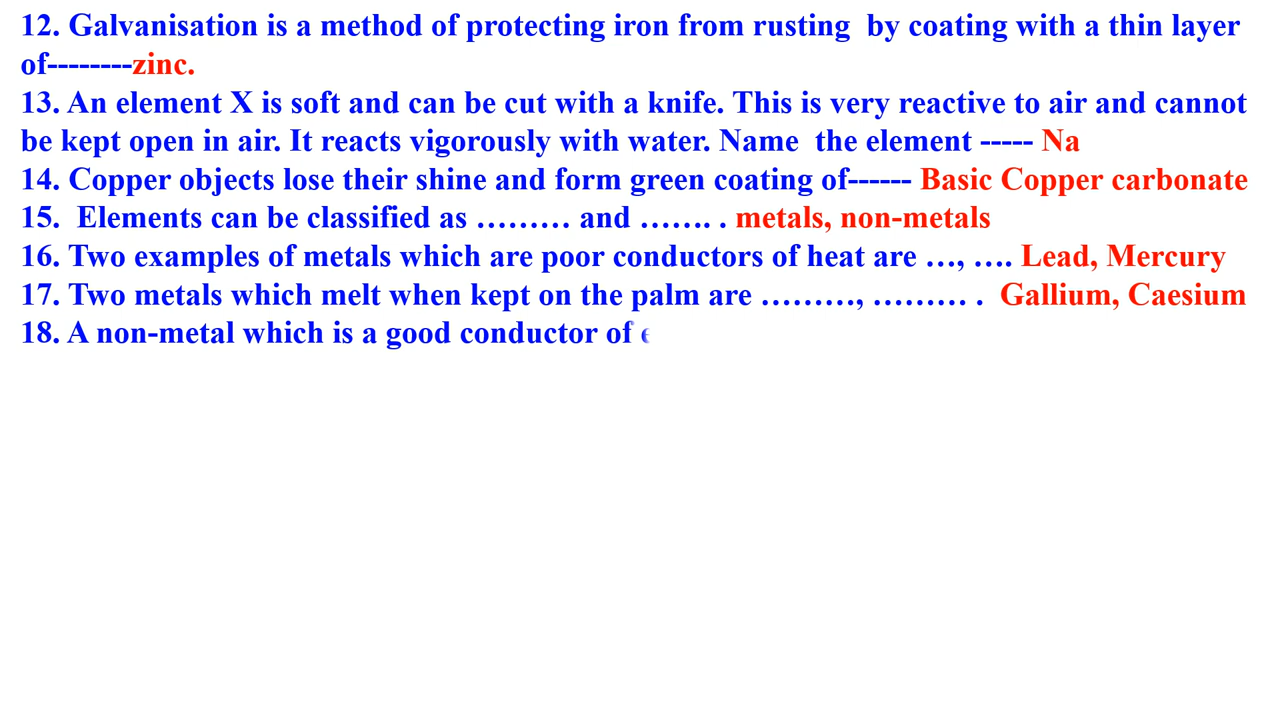 12. Galvanisation is a method of protecting iron from rusting  by coating with a thin layer
of--------zinc.
13. An element X is soft and can be cut with a knife. This is very reactive to air and cannot
be kept open in air. It reacts vigorously with water. Name  the element ----- Na
14. Copper objects lose their shine and form green coating of------ Basic Copper carbonate
15.  Elements can be classified as ……… and ……. . metals, non-metals
16. Two examples of metals which are poor conductors of heat are …, …. Lead, Mercury
17. Two metals which melt when kept on the palm are ………, ……… .  Gallium, Caesium
18. A non-metal which is a good conductor of